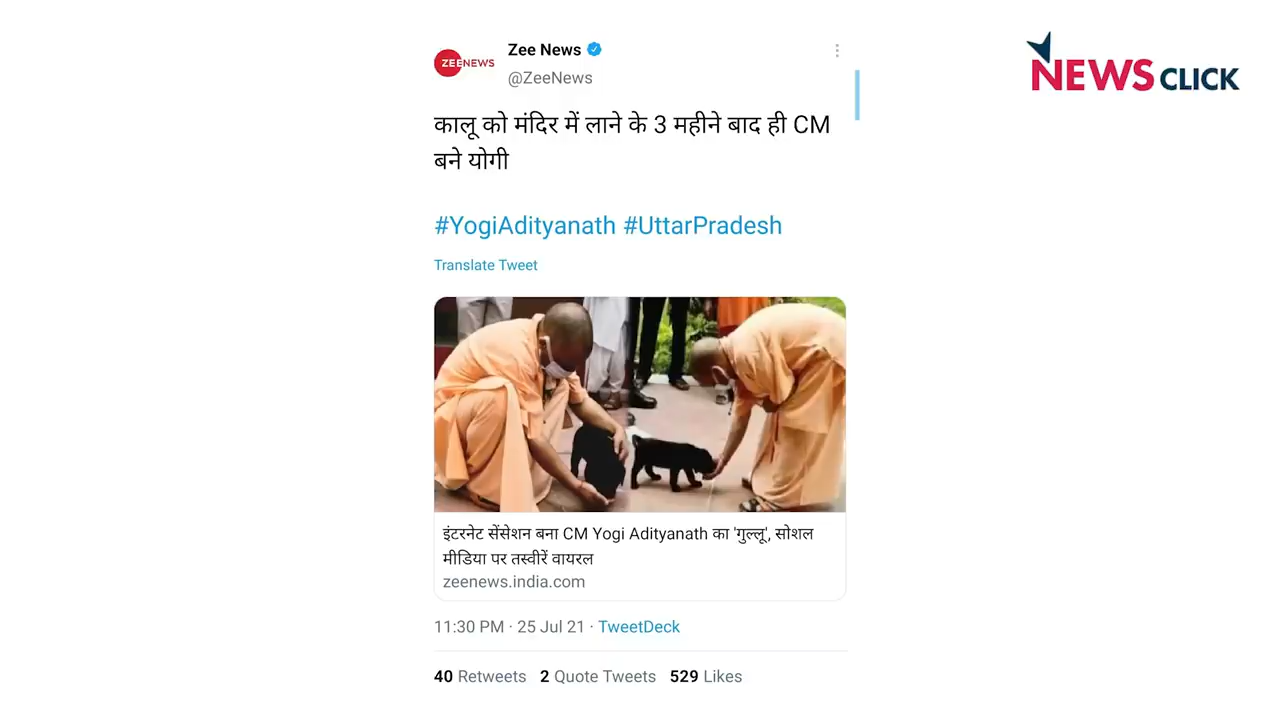 Zee News
ZEENEWS
@ZeeNews
NEWS CLICK
कालू को मंदिर में लाने के 3 महीने बाद ही CM
बने योगी
#YogiAdityanath #UttarPradesh
Translate Tweet
इंटरनेट सेंसेशन बना CM Yogi Adityanath का 'गुल्लू', सोशल
मीडिया पर तस्वीरें वायरल
zeenews.india.com
11:30 PM · 25 Jul 21 · TweetDeck
40 Retweets 2 Quote Tweets 529 Likes